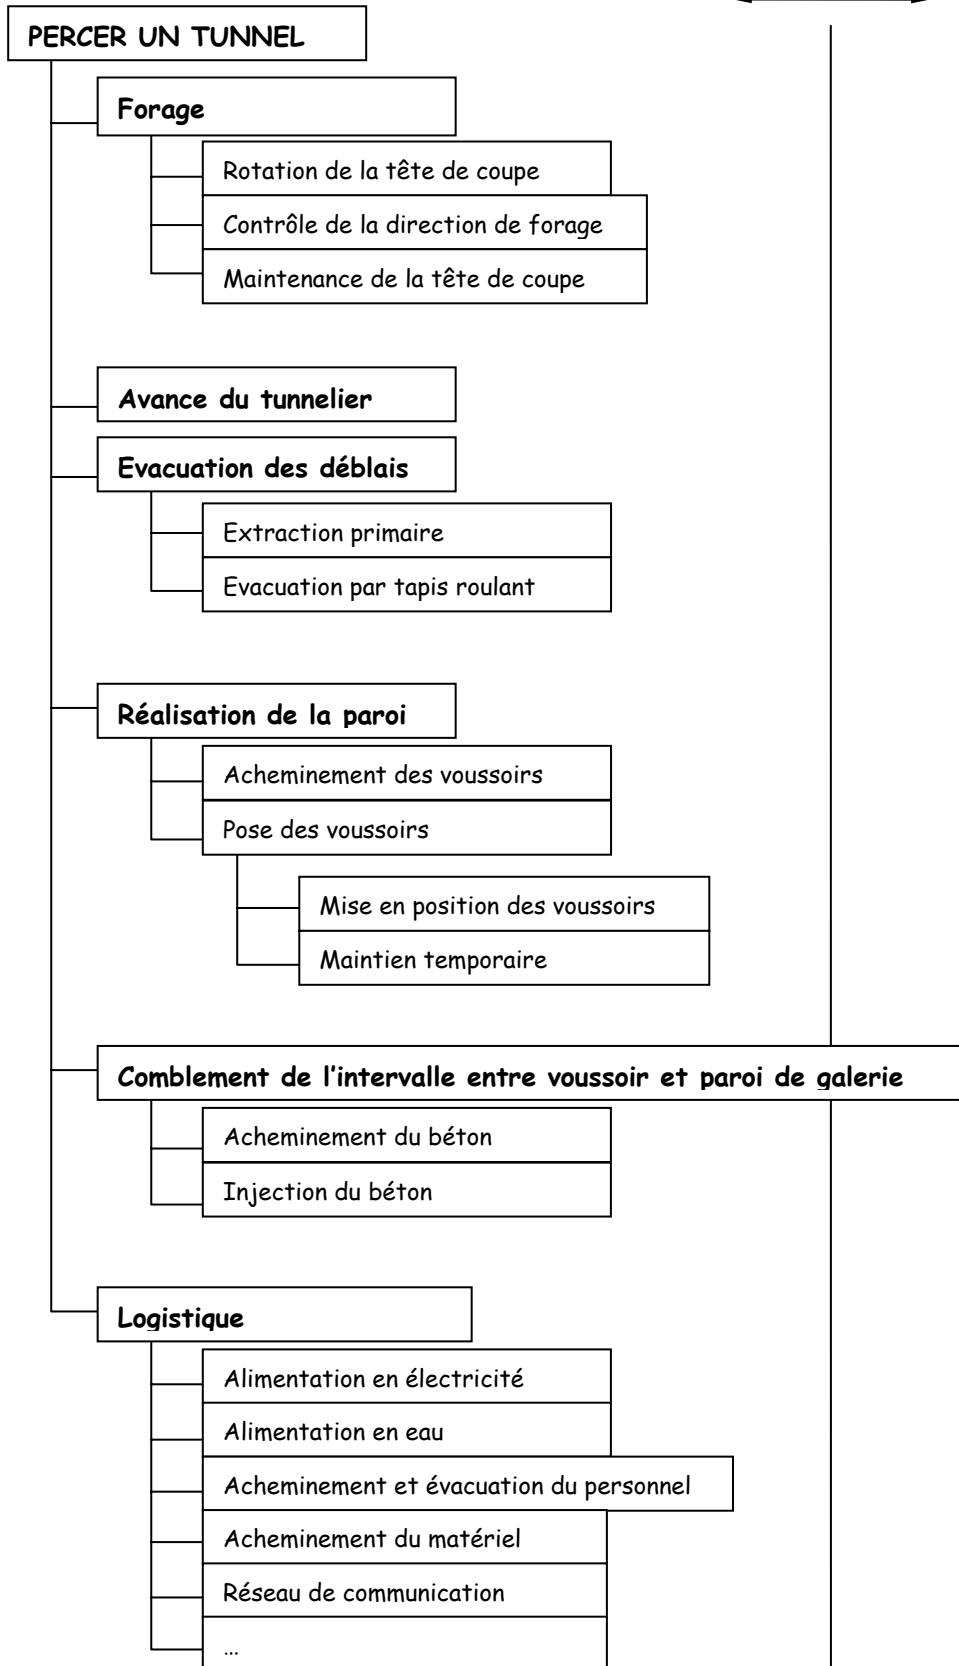 PERCER UN TUNNEL
Forage
Rotation de la tête de coupe
Contrôle de la direction de forage
Maintenance de la tête de coupe
Avance du tunnelier
Evacuation des déblais
Extraction primaire
Evacuation par tapis roulant
Réalisation de la paroi
Acheminement des voussoirs
Pose des voussoirs
Mise en position des voussoirs
Maintien temporaire
Comblement de l'intervalle entre voussoir et paroi de galerie
Acheminement du béton
Injection du béton
Logistique
Alimentation en électricité
Alimentation en eau
Acheminement et évacuation du personnel
Acheminement du matériel
Réseau de communication
…